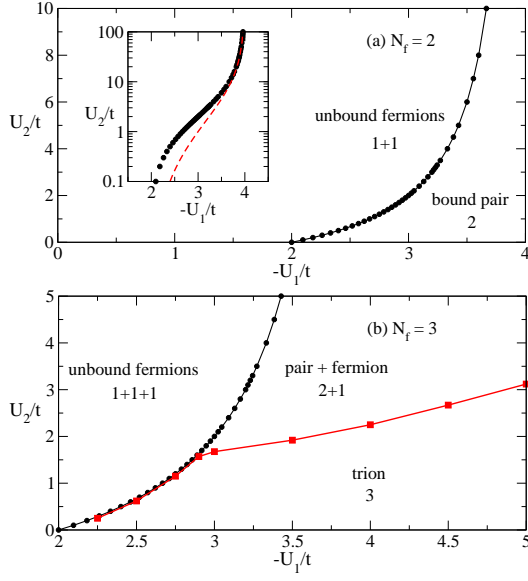 10
8
6
4
2
0
U₂/t
(a) N_f = 2
unbound fermions
1+1
bound pair
2
100
10
1
0.1
U₂/t
2
3
4
-U₁/t
0
1
2
3
4
-U₁/t
5
4
3
2
1
0
U₂/t
(b) N_f = 3
unbound fermions
1+1+1
pair + fermion
2+1
trion
3
2
2.5
3
3.5
4
4.5
5
-U₁/t